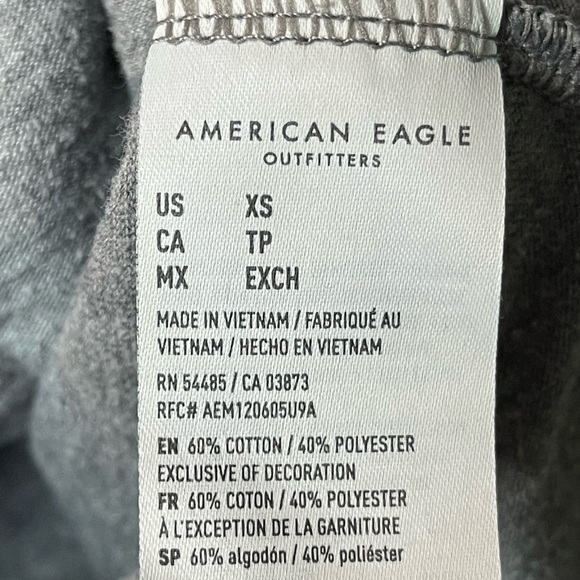 AMERICAN EAGLE
OUTFITTERS
US XS
CA TP
MX EXCH
MADE IN VIETNAM / FABRIQUÉ AU
VIETNAM / HECHO EN VIETNAM
RN 54485 / CA 03873
RFC# AEM120605U9A
EN 60% COTTON / 40% POLYESTER
EXCLUSIVE OF DECORATION
FR 60% COTON / 40% POLYESTER
À L'EXCEPTION DE LA GARNITURE
SP 60% algodón / 40% poliéster